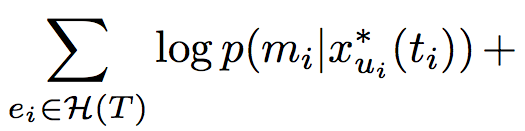 ∑ log p(m_i|x*_{u_i}(t_i)) +
e_i∈ℋ(T)